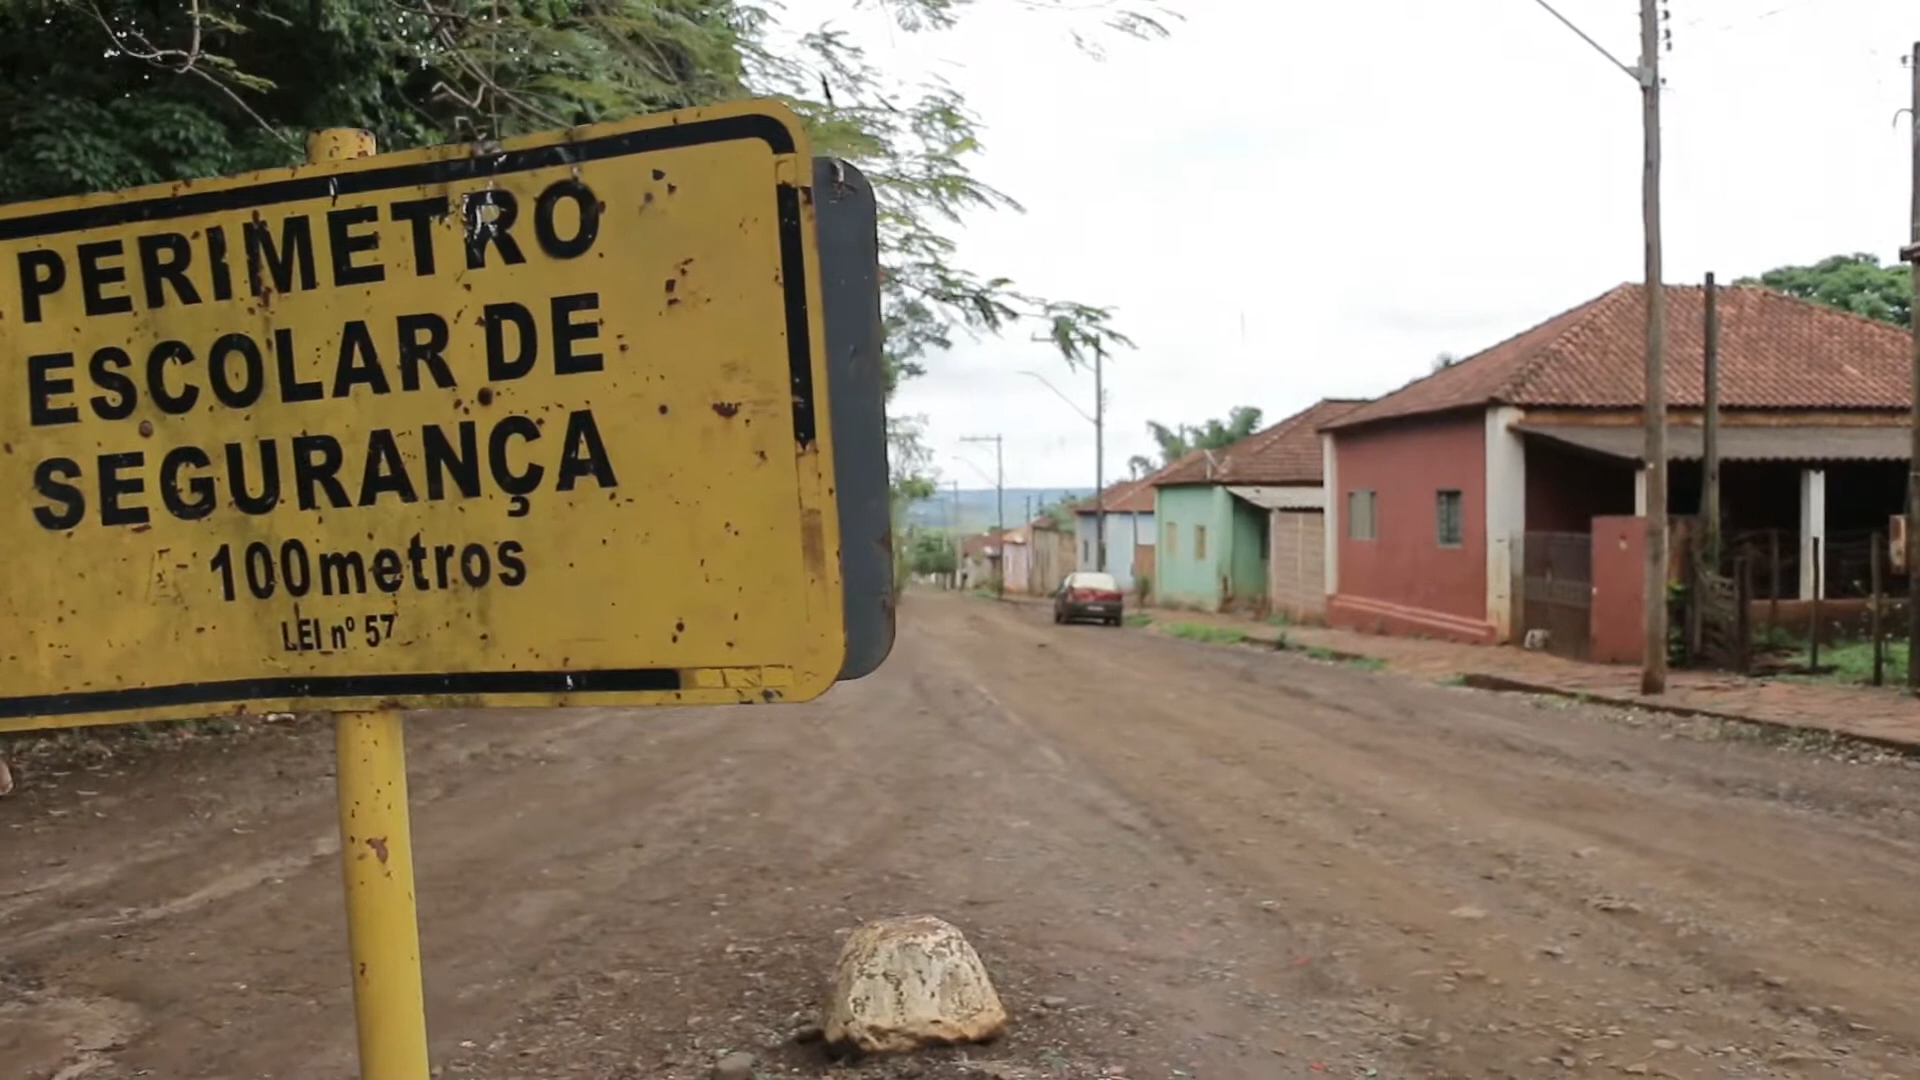 PERIMETRO
ESCOLAR DE
SEGURANÇA
100metros
LEI nº 57